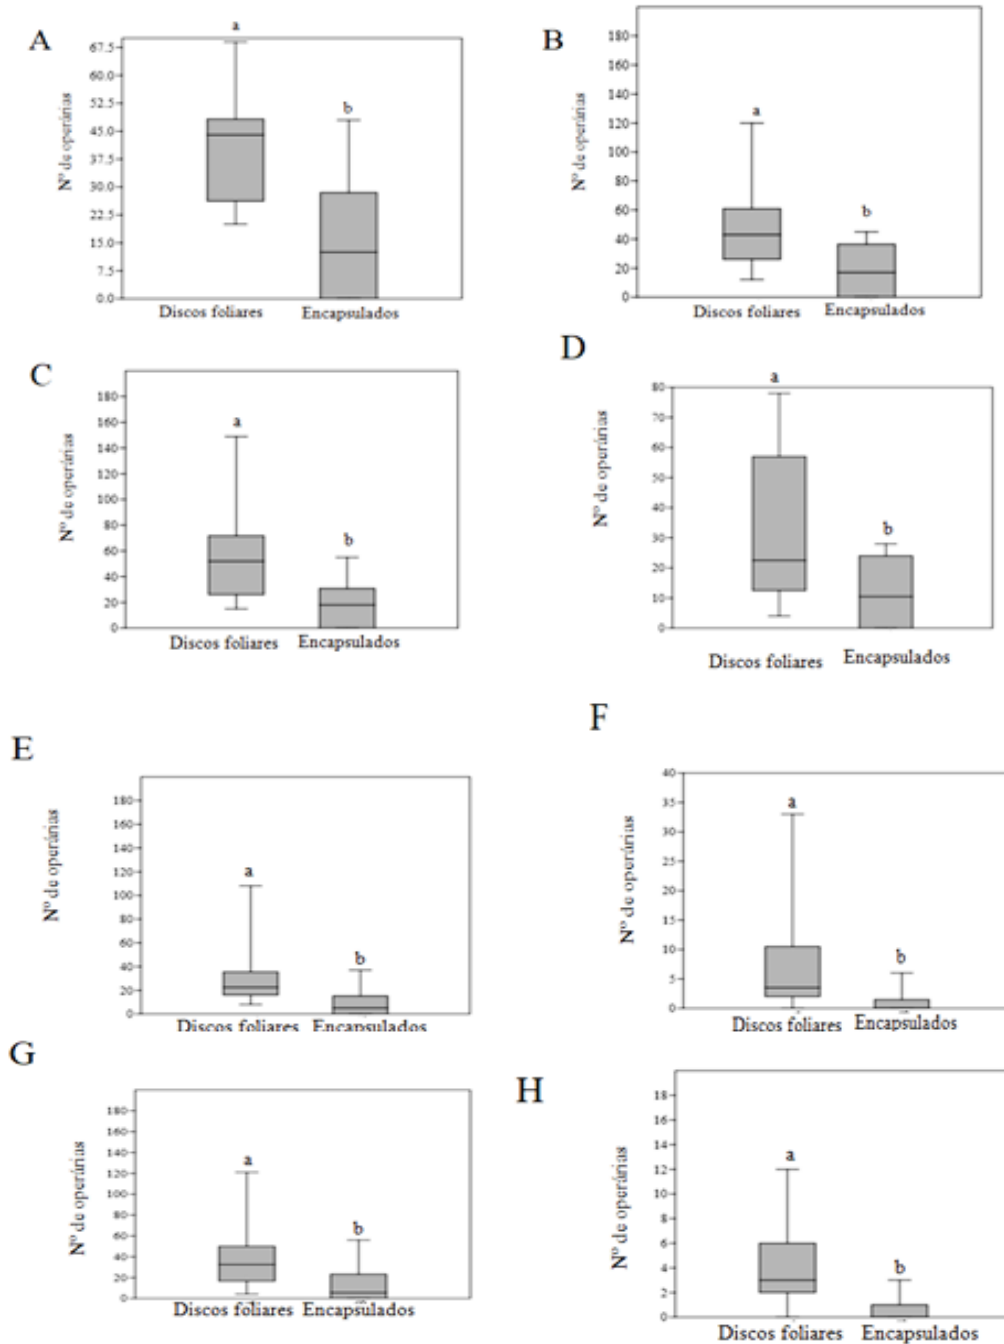 A
Nº de operárias
67.5
60.0
52.5
45.0
37.5
30.0
22.5
15.0
7.5
0.0
a
b
Discos foliares Encapsulados
B
Nº de operárias
180
160
140
120
100
80
60
40
20
0
a
b
Discos foliares Encapsulados
C
Nº de operárias
180
160
140
120
100
80
60
40
20
0
a
b
Discos foliares Encapsulados
D
Nº de operárias
80
70
60
50
40
30
20
10
0
a
b
Discos foliares Encapsulados
E
Nº de operárias
180
160
140
120
100
80
60
40
20
0
a
b
Discos foliares Encapsulados
F
Nº de operárias
40
35
30
25
20
15
10
5
0
a
b
Discos foliares Encapsulados
G
Nº de operárias
180
160
140
120
100
80
60
40
20
0
a
b
Discos foliares Encapsulados
H
Nº de operárias
18
16
14
12
10
8
6
4
2
0
a
b
Discos foliares Encapsulados